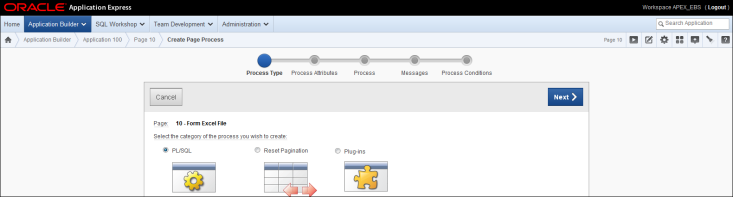 ORACLE Application Express
Workspace APEX_EBS ( Logout )
Home Application Builder SQL Workshop Team Development Administration Search Application
Application Builder Application 100 Page 10 Create Page Process Page 10
Process Type Process Attributes Process Messages Process Conditions
Cancel Next
Page: 10 - Form Excel File
Select the category of the process you wish to create:
PL/SQL Reset Pagination Plug-ins